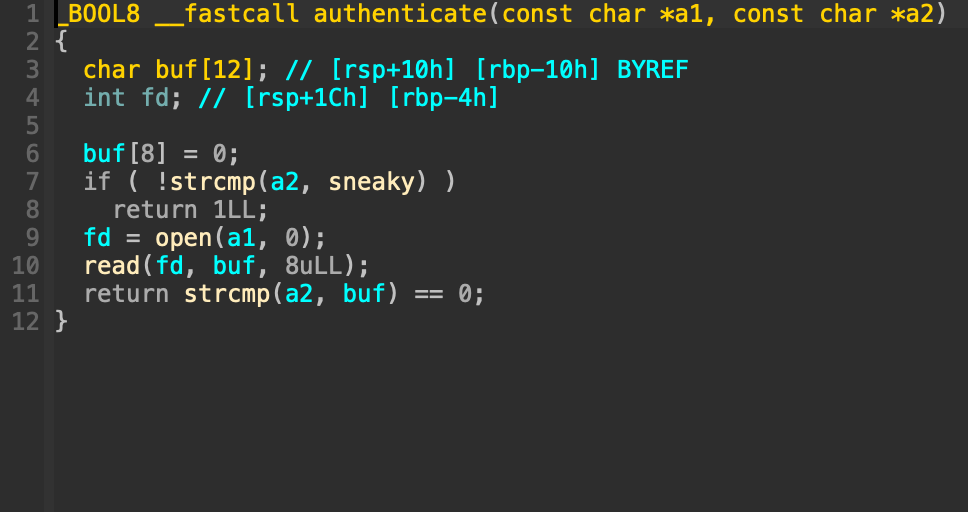 1 _BOOL8 __fastcall authenticate(const char *a1, const char *a2)
2 {
3   char buf[12]; // [rsp+10h] [rbp-10h] BYREF
4   int fd; // [rsp+1Ch] [rbp-4h]
5
6   buf[8] = 0;
7   if ( !strcmp(a2, sneaky) )
8     return 1LL;
9   fd = open(a1, 0);
10   read(fd, buf, 8uLL);
11   return strcmp(a2, buf) == 0;
12 }